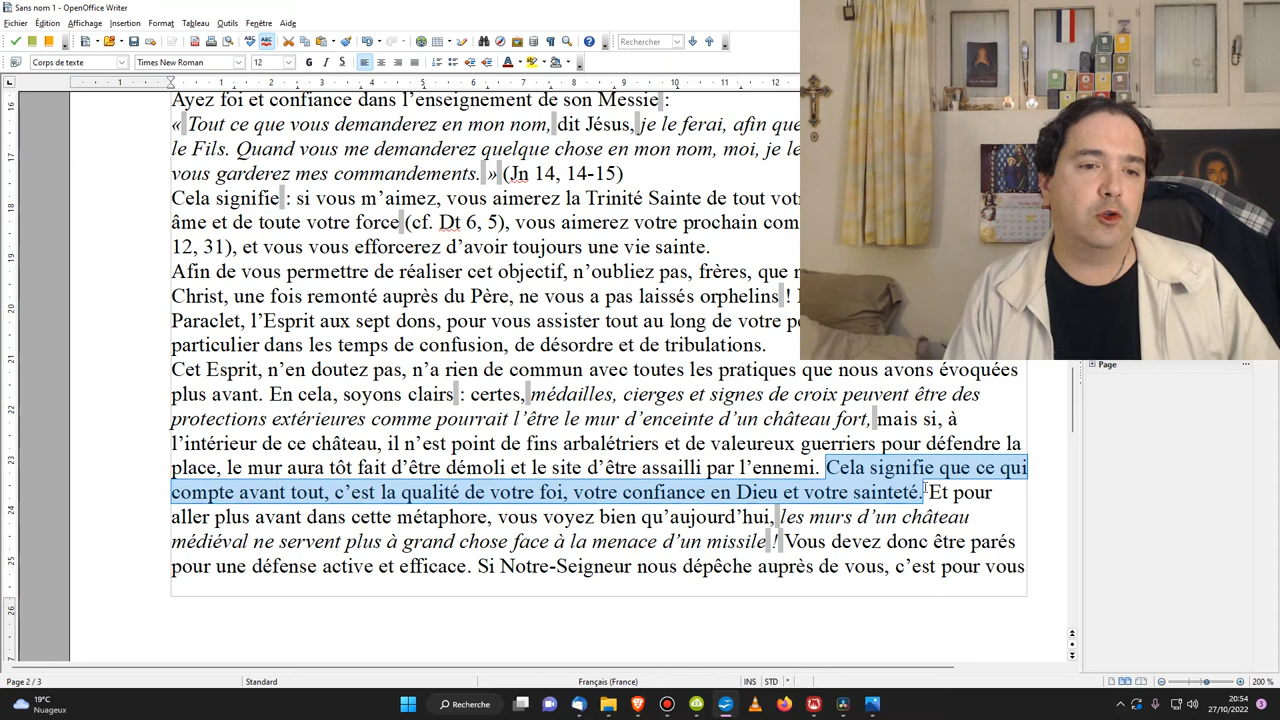 Sans nom 1 - OpenOffice Writer
Fichier Édition Affichage Insertion Format Tableau Outils Fenêtre Aide
Rechercher
Corps de texte Times New Roman 12
1 1 2 3 4 5 6 7 8 9 10 11 12
Ayez foi et confiance dans l’enseignement de son Messie :
« Tout ce que vous demanderez en mon nom, dit Jésus, je le ferai, afin que
le Fils. Quand vous me demanderez quelque chose en mon nom, moi, je le
vous garderez mes commandements. » (Jn 14, 14-15)
Cela signifie : si vous m’aimez, vous aimerez la Trinité Sainte de tout vot
âme et de toute votre force (cf. Dt 6, 5), vous aimerez votre prochain com
12, 31), et vous vous efforcerez d’avoir toujours une vie sainte.
Afin de vous permettre de réaliser cet objectif, n’oubliez pas, frères, que n
Christ, une fois remonté auprès du Père, ne vous a pas laissés orphelins !
Paraclet, l’Esprit aux sept dons, pour vous assister tout au long de votre p
particulier dans les temps de confusion, de désordre et de tribulations.
Cet Esprit, n’en doutez pas, n’a rien de commun avec toutes les pratiques que nous avons évoquées
plus avant. En cela, soyons clairs : certes, médailles, cierges et signes de croix peuvent être des
protections extérieures comme pourrait l’être le mur d’enceinte d’un château fort, mais si, à
l’intérieur de ce château, il n’est point de fins arbalétriers et de valeureux guerriers pour défendre la
place, le mur aura tôt fait d’être démoli et le site d’être assailli par l’ennemi. Cela signifie que ce qui
compte avant tout, c’est la qualité de votre foi, votre confiance en Dieu et votre sainteté. Et pour
aller plus avant dans cette métaphore, vous voyez bien qu’aujourd’hui, les murs d’un château
médiéval ne servent plus à grand chose face à la menace d’un missile ! Vous devez donc être parés
pour une défense active et efficace. Si Notre-Seigneur nous dépêche auprès de vous, c’est pour vous
Page
Page 2 / 3 Standard Français (France) INS STD * 200 %
19°C
Nuageux
Recherche
20:54
27/10/2022
3